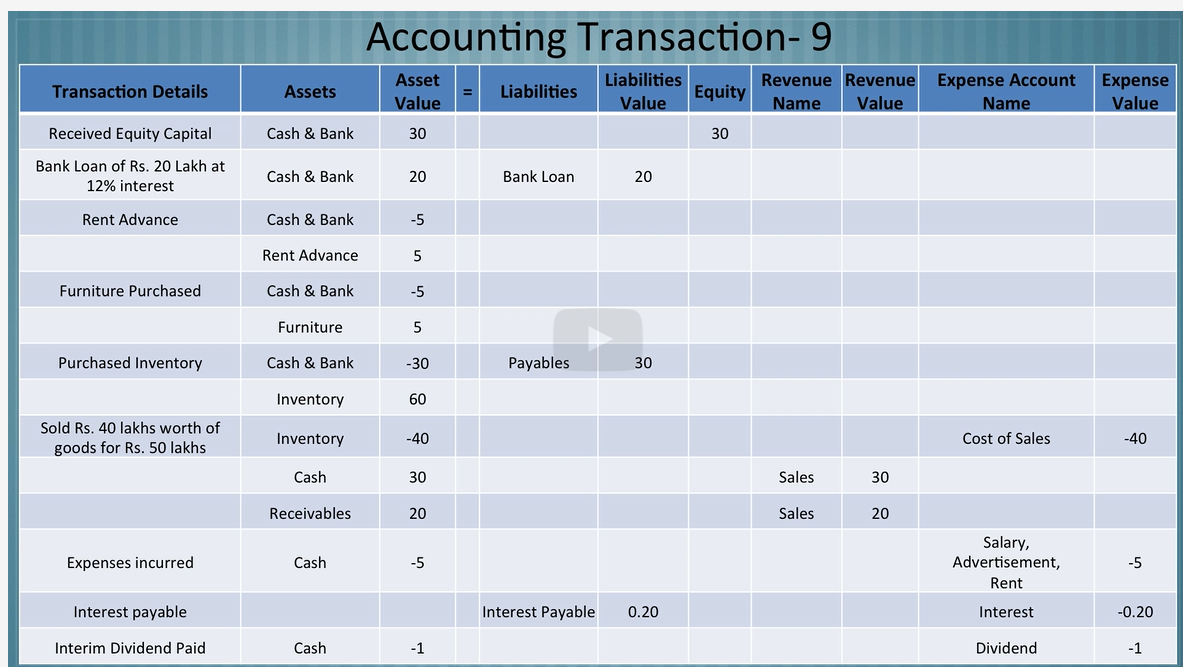 Accounting Transaction- 9
Transaction Details Assets Asset Value = Liabilities Liabilities Value Equity Revenue Name Revenue Value Expense Account Name Expense Value
Received Equity Capital Cash & Bank 30 30
Bank Loan of Rs. 20 Lakh at 12% interest Cash & Bank 20 Bank Loan 20
Rent Advance Cash & Bank -5
Rent Advance 5
Furniture Purchased Cash & Bank -5
Furniture 5
Purchased Inventory Cash & Bank -30 Payables 30
Inventory 60
Sold Rs. 40 lakhs worth of goods for Rs. 50 lakhs Inventory -40 Cost of Sales -40
Cash 30 Sales 30
Receivables 20 Sales 20
Expenses incurred Cash -5 Salary, Advertisement, Rent -5
Interest payable Interest Payable 0.20 Interest -0.20
Interim Dividend Paid Cash -1 Dividend -1